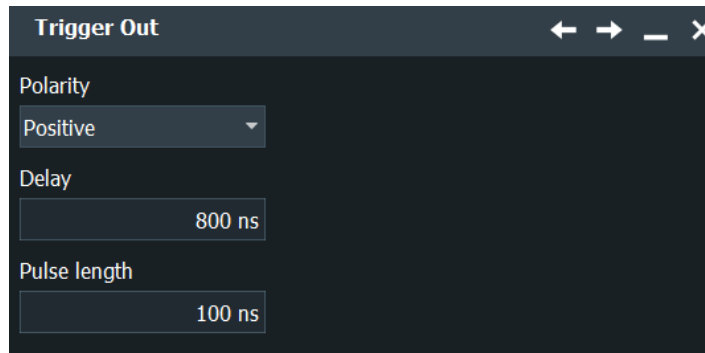 Trigger Out
Polarity
Positive
Delay
800 ns
Pulse length
100 ns